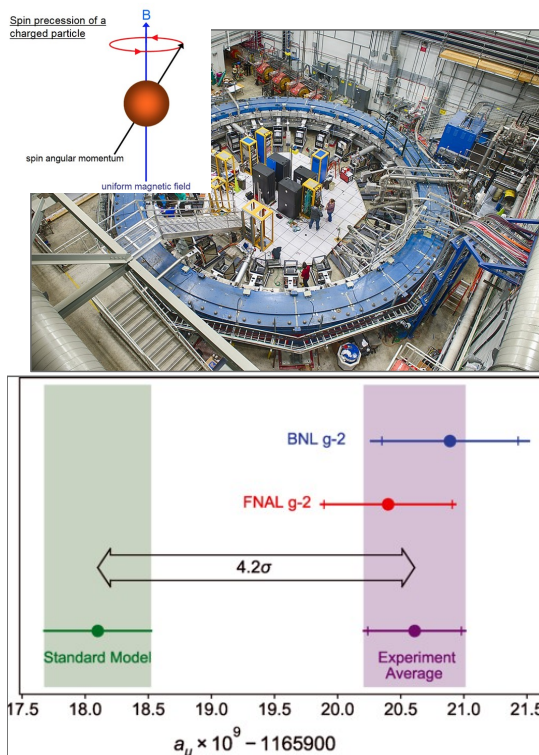 Spin precession of a
charged particle
B
spin angular momentum
uniform magnetic field
BNL g-2
FNAL g-2
4.2σ
Standard Model
Experiment
Average
17.5 18.0 18.5 19.0 19.5 20.0 20.5 21.0 21.5
aμ × 10⁹ − 1165900